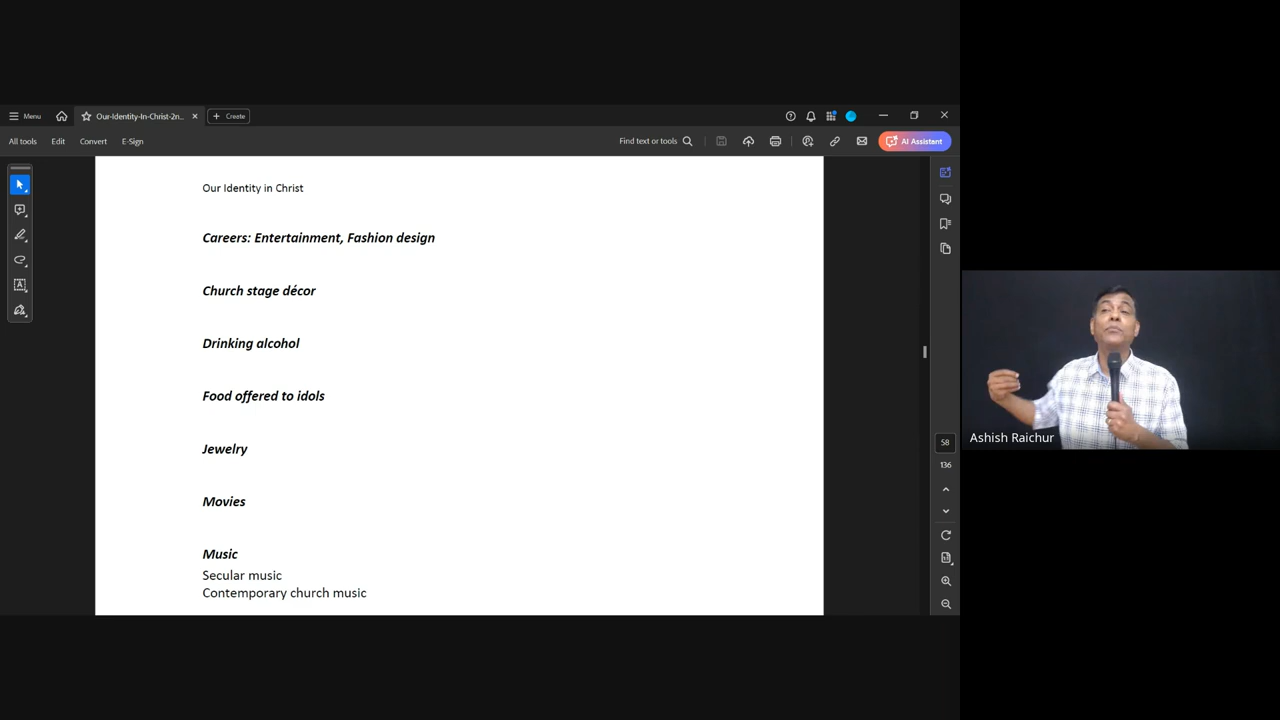 Menu
Our-Identity-In-Christ-2n...
Create
All tools
Edit
Convert
E-Sign
Find text or tools
AI Assistant
Our Identity in Christ
Careers: Entertainment, Fashion design
Church stage décor
Drinking alcohol
Food offered to idols
Jewelry
Movies
Music
Secular music
Contemporary church music
58
136
Ashish Raichur